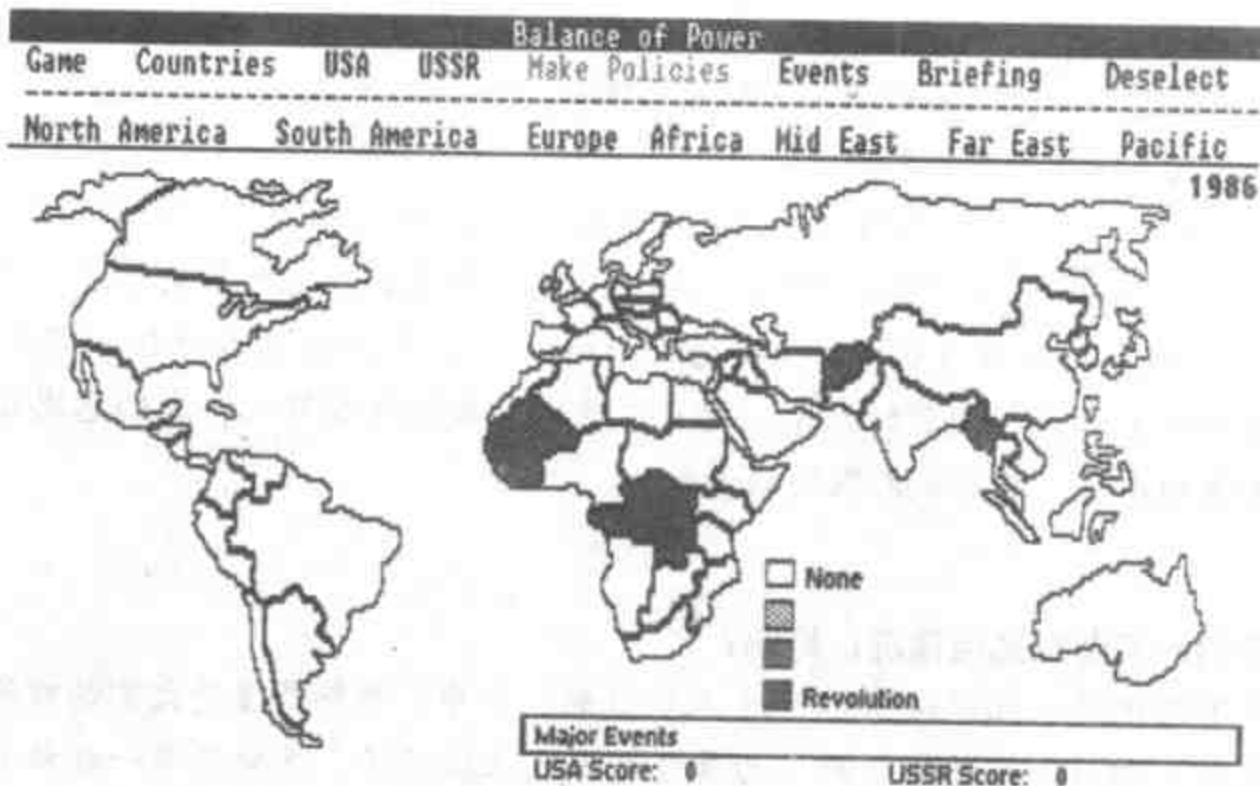 Balance of Power
Game Countries USA USSR Make Policies Events Briefing Deselect
North America South America Europe Africa Mid East Far East Pacific
1986
None
Revolution
Major Events
USA Score: 0 USSR Score: 0